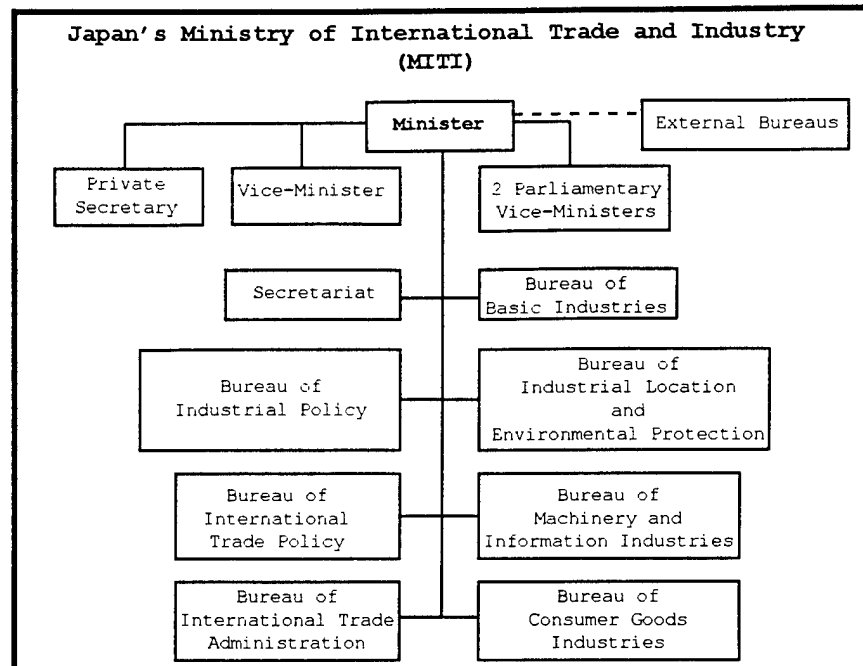 Japan's Ministry of International Trade and Industry
(MITI)
Minister
External Bureaus
Private
Secretary
Vice-Minister
2 Parliamentary
Vice-Ministers
Secretariat
Bureau of
Basic Industries
Bureau of
Industrial Policy
Bureau of
Industrial Location
and
Environmental Protection
Bureau of
International
Trade Policy
Bureau of
Machinery and
Information Industries
Bureau of
International Trade
Administration
Bureau of
Consumer Goods
Industries